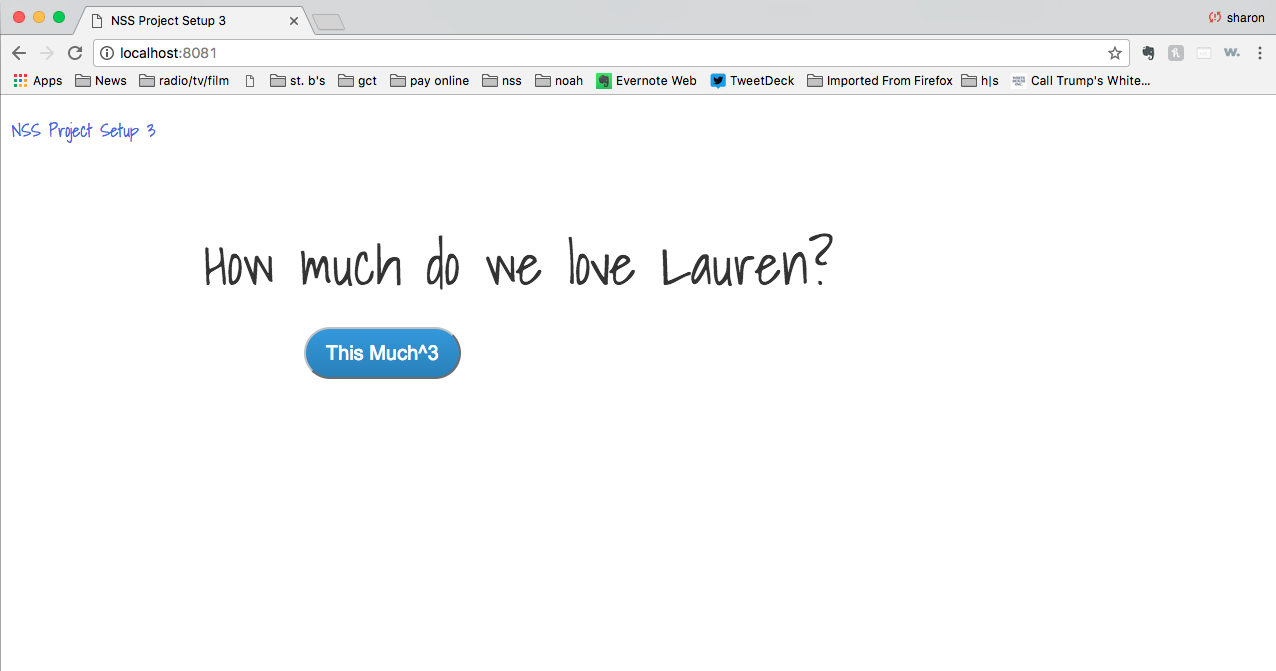 NSS Project Setup 3
sharon
localhost:8081
W.
Apps News radio/tv/film st. b's gct pay online nss noah Evernote Web TweetDeck Imported From Firefox h|s Call Trump's White...
NSS Project Setup 3
How much do we love Lauren?
This Much^3